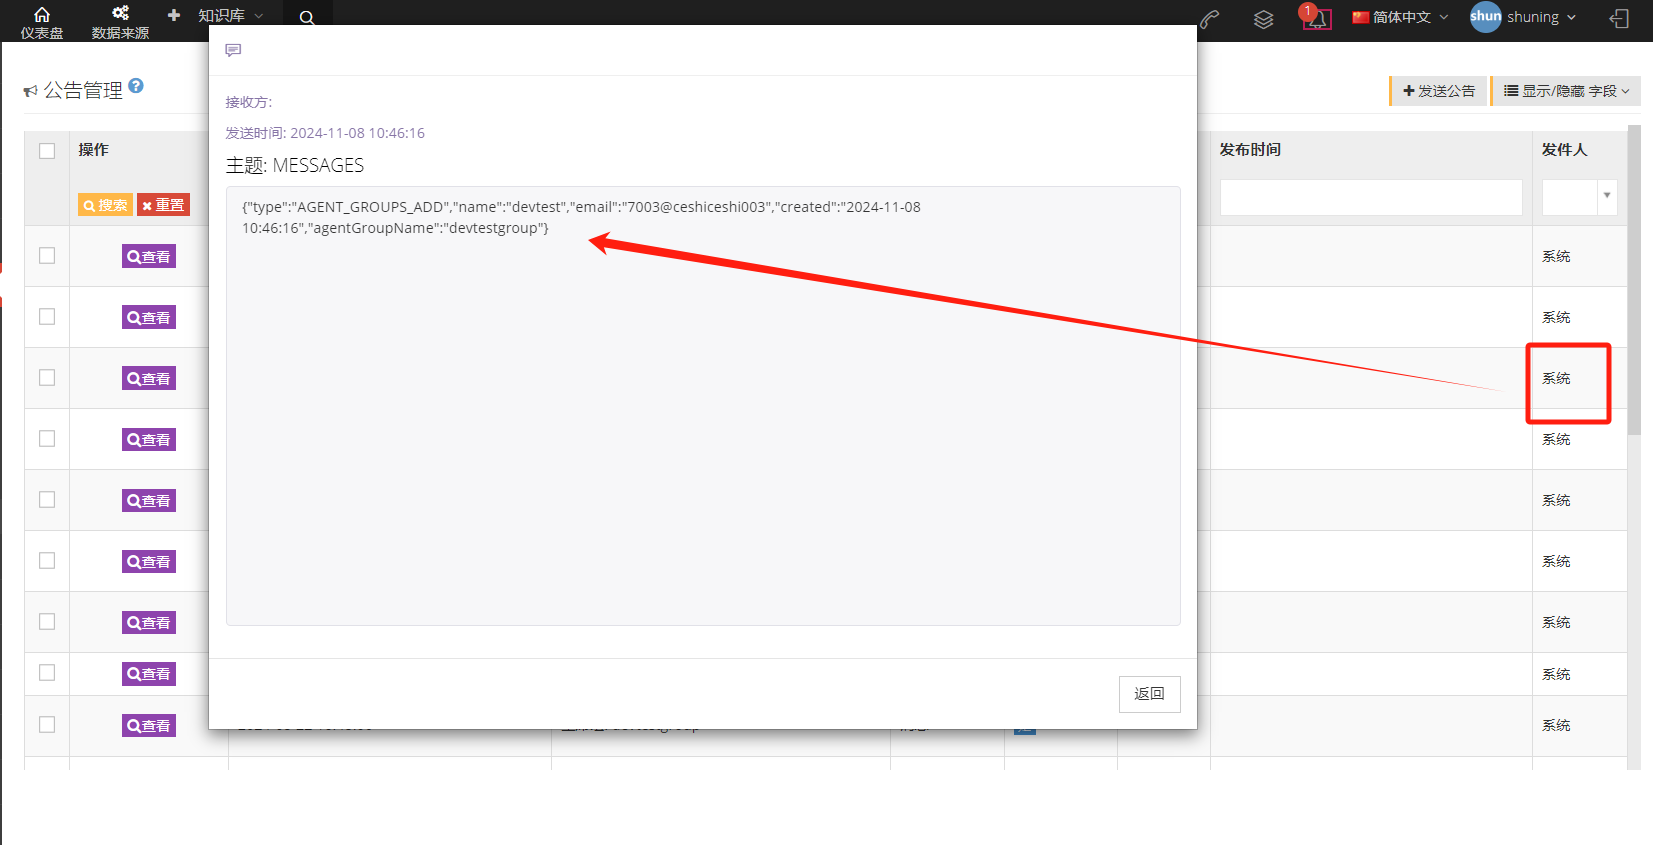 仪表盘
数据来源
知识库
1
简体中文
shun
shuning
公告管理
?
发送公告
显示/隐藏 字段
操作
搜索
重置
发布时间
发件人
接收方:
发送时间: 2024-11-08 10:46:16
主题: MESSAGES
{"type":"AGENT_GROUPS_ADD","name":"devtest","email":"7003@ceshiceshi003","created":"2024-11-08
10:46:16","agentGroupName":"devtestgroup"}
返回
查看
系统
查看
系统
查看
系统
查看
系统
查看
系统
查看
系统
查看
系统
查看
系统
查看
系统